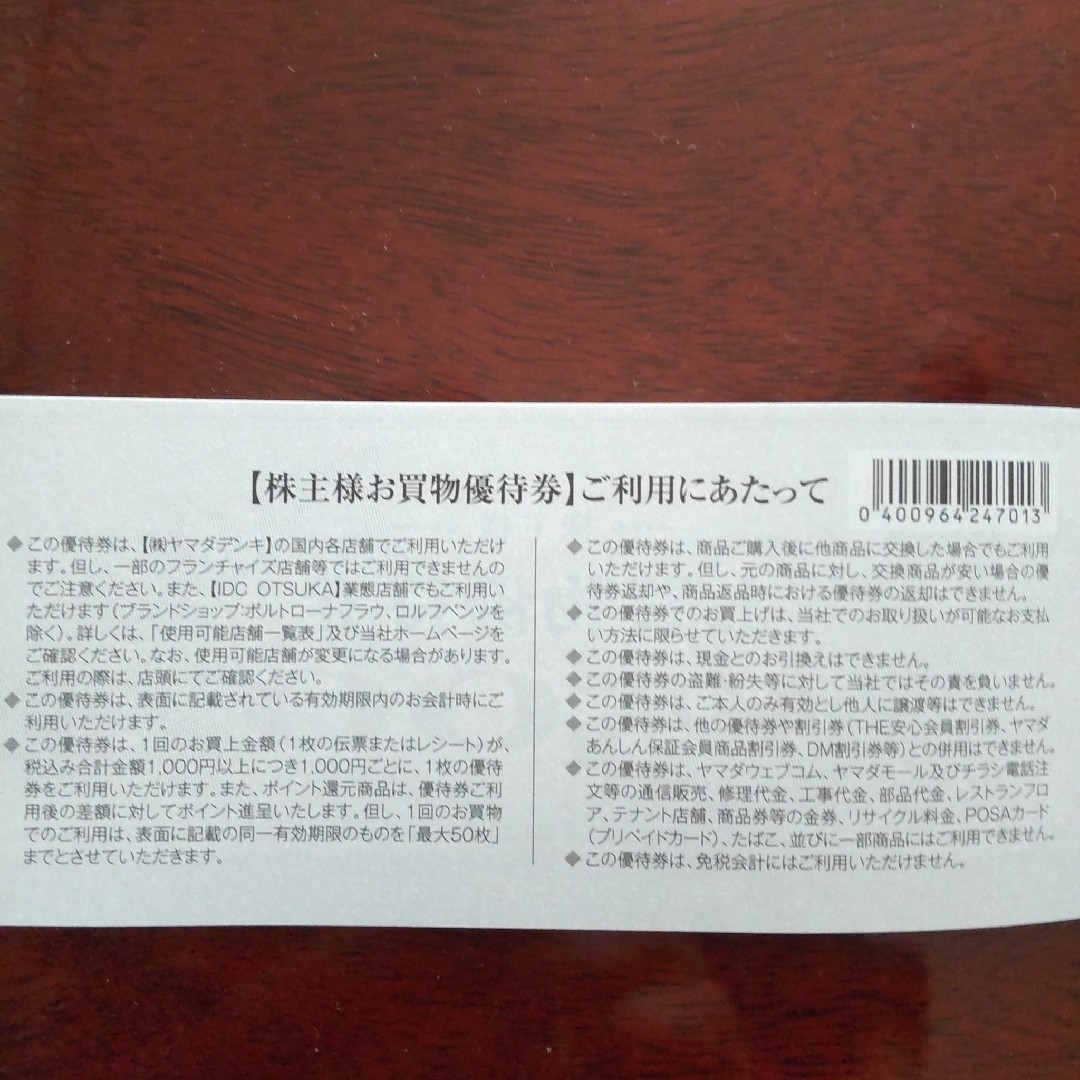 【株主様お買物優待券】ご利用にあたって
0 400964 247013
◆この優待券は、【㈱ヤマダデンキ】の国内各店舗でご利用いただけ
ます。但し、一部のフランチャイズ店舗等ではご利用できませんの
でご注意ください。また、【IDC OTSUKA】業態店舗でもご利用い
ただけます（ブランドショップ：ポルトローナフラウ、ロルフベンツを
除く）。詳しくは、「使用可能店舗一覧表」及び当社ホームページを
ご確認ください。なお、使用可能店舗が変更になる場合があります。
ご利用の際は、店頭にてご確認ください。
◆この優待券は、表面に記載されている有効期限内のお会計時にご
利用いただけます。
◆この優待券は、1回のお買上金額（1枚の伝票またはレシート）が、
税込み合計金額1,000円以上につき1,000円ごとに、1枚の優待
券をご利用いただけます。また、ポイント還元商品は、優待券ご利
用後の差額に対してポイント進呈いたします。但し、1回のお買物
でのご利用は、表面に記載の同一有効期限のものを「最大50枚」
までとさせていただきます。
◆この優待券は、商品ご購入後に他商品に交換した場合でもご利用
いただけます。但し、元の商品に対し、交換商品が安い場合の優
待券返却や、商品返品時における優待券の返却はできません。
◆この優待券でのお買上げは、当社でのお取り扱いが可能なお支払
い方法に限らせていただきます。
◆この優待券は、現金とのお引換えはできません。
◆この優待券の盗難・紛失等に対して当社ではその責を負いません。
◆この優待券は、ご本人のみ有効とし他人に譲渡等はできません。
◆この優待券は、他の優待券や割引券（THE安心会員割引券、ヤマダ
あんしん保証会員商品割引券、DM割引券等）との併用はできません。
◆この優待券は、ヤマダウェブコム、ヤマダモール及びチラシ電話注
文等の通信販売、修理代金、工事代金、部品代金、レストランフロ
ア、テナント店舗、商品券等の金券、リサイクル料金、POSAカード
（プリペイドカード）、たばこ、並びに一部商品にはご利用できません。
◆この優待券は、免税会計にはご利用いただけません。